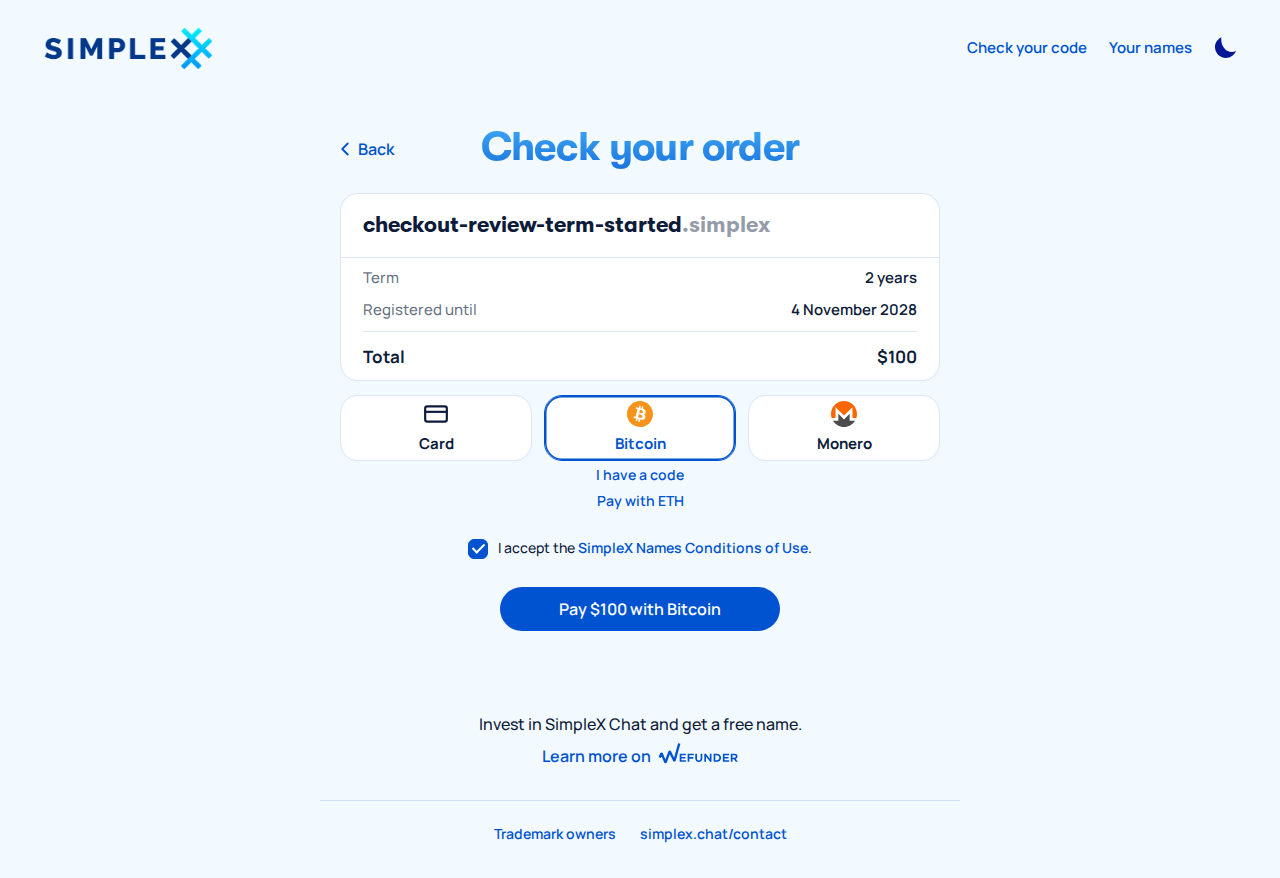 SIMPLEX
Check your code
Your names
Back
Check your order
checkout-review-term-started.simplex
Term
2 years
Registered until
4 November 2028
Total
$100
Card
Bitcoin
Monero
I have a code
Pay with ETH
I accept the SimpleX Names Conditions of Use.
Pay $100 with Bitcoin
Invest in SimpleX Chat and get a free name.
Learn more on WEFUNDER
Trademark owners
simplex.chat/contact